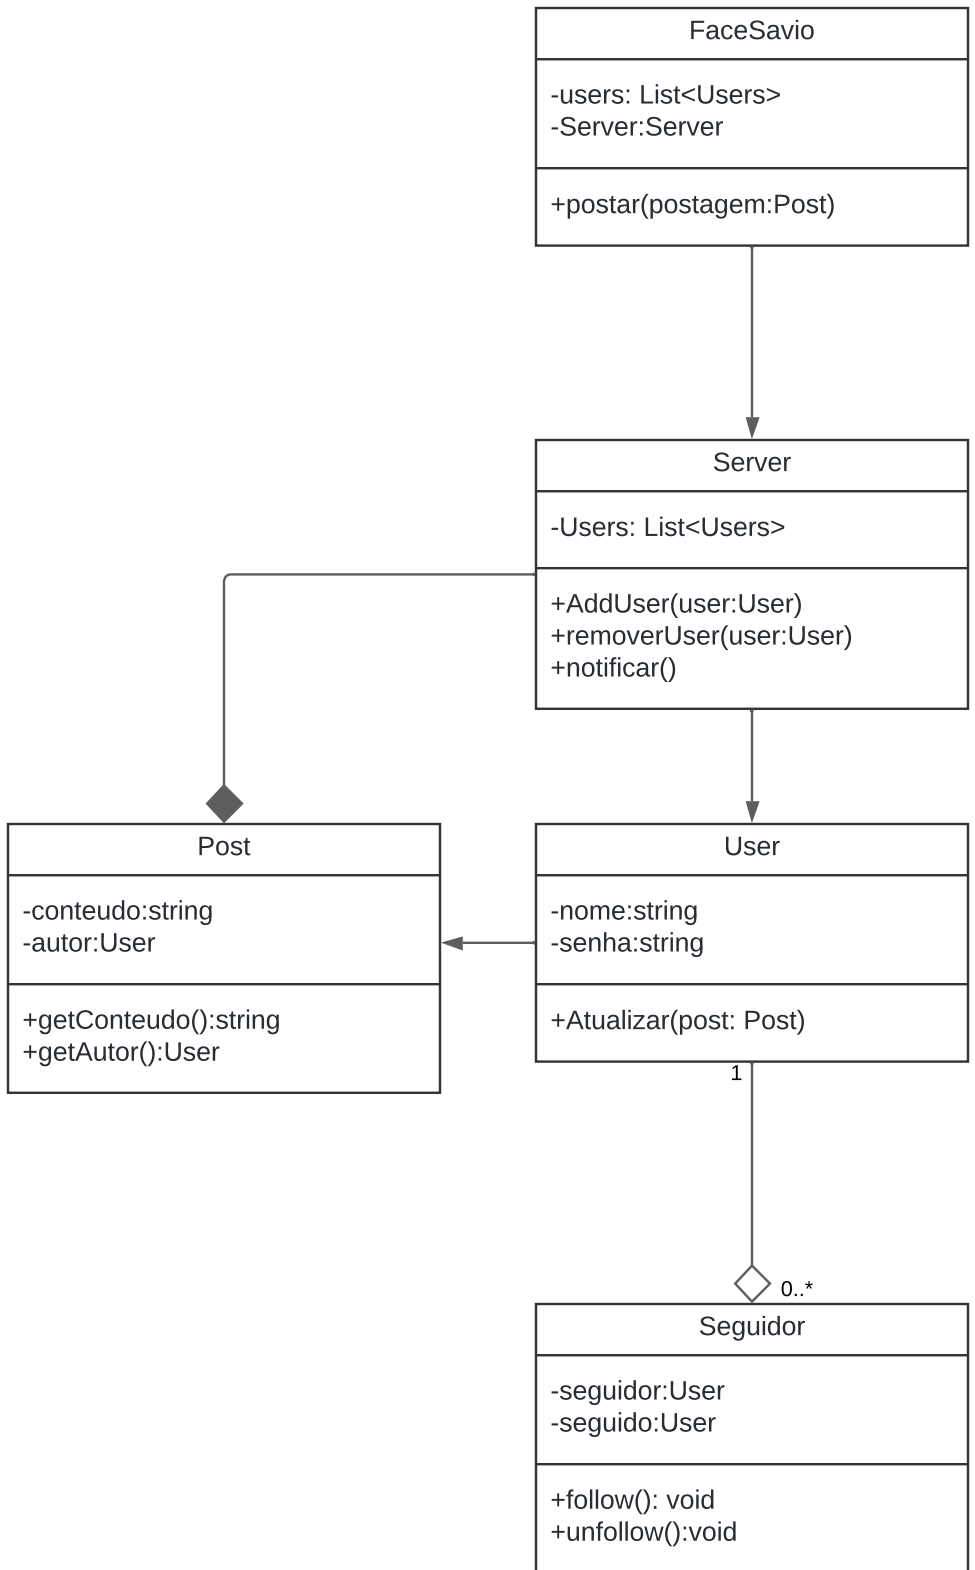 FaceSavio
-users: List<Users>
-Server:Server
+postar(postagem:Post)
Server
-Users: List<Users>
+AddUser(user:User)
+removerUser(user:User)
+notificar()
Post
-conteudo:string
-autor:User
+getConteudo():string
+getAutor():User
User
-nome:string
-senha:string
+Atualizar(post: Post)
1
0..*
Seguidor
-seguidor:User
-seguido:User
+follow(): void
+unfollow():void